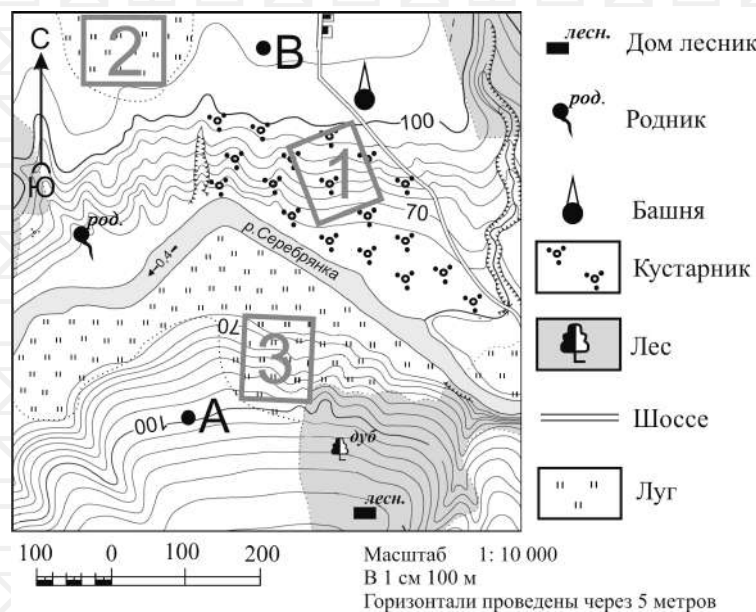 С
2
В
лесн.
Дом лесник
100
род.
Родник
Ю
1
70
род.
Башня
р.Серебрянка
0,4
Кустарник
70
3
Лес
100
А
дуб
Шоссе
лесн.
Луг
100 0 100 200
Масштаб 1: 10 000
В 1 см 100 м
Горизонтали проведены через 5 метров